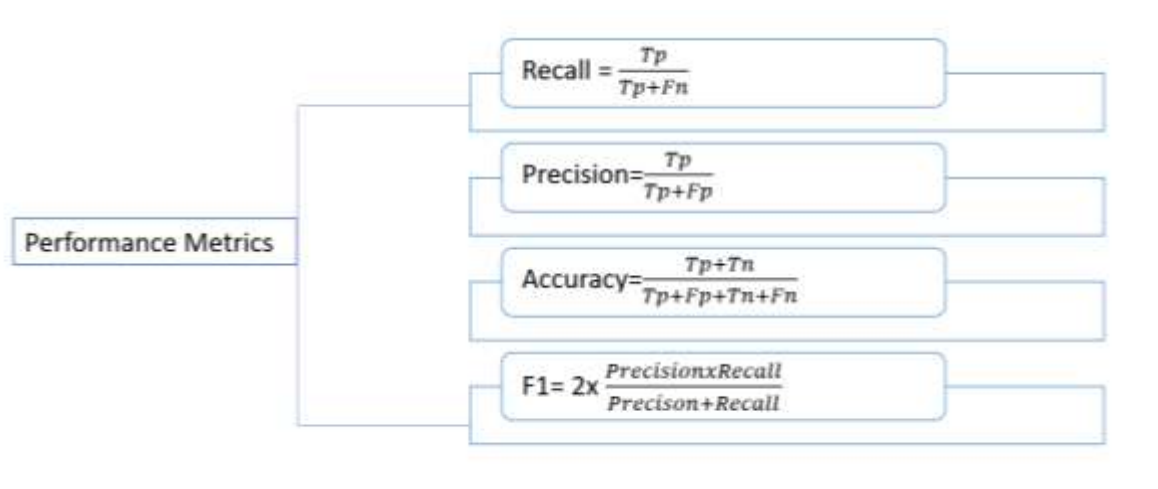 Performance Metrics
Recall = Tp / Tp+Fn
Precision= Tp / Tp+Fp
Accuracy= Tp+Tn / Tp+Fp+Tn+Fn
F1= 2x PrecisionxRecall / Precison+Recall